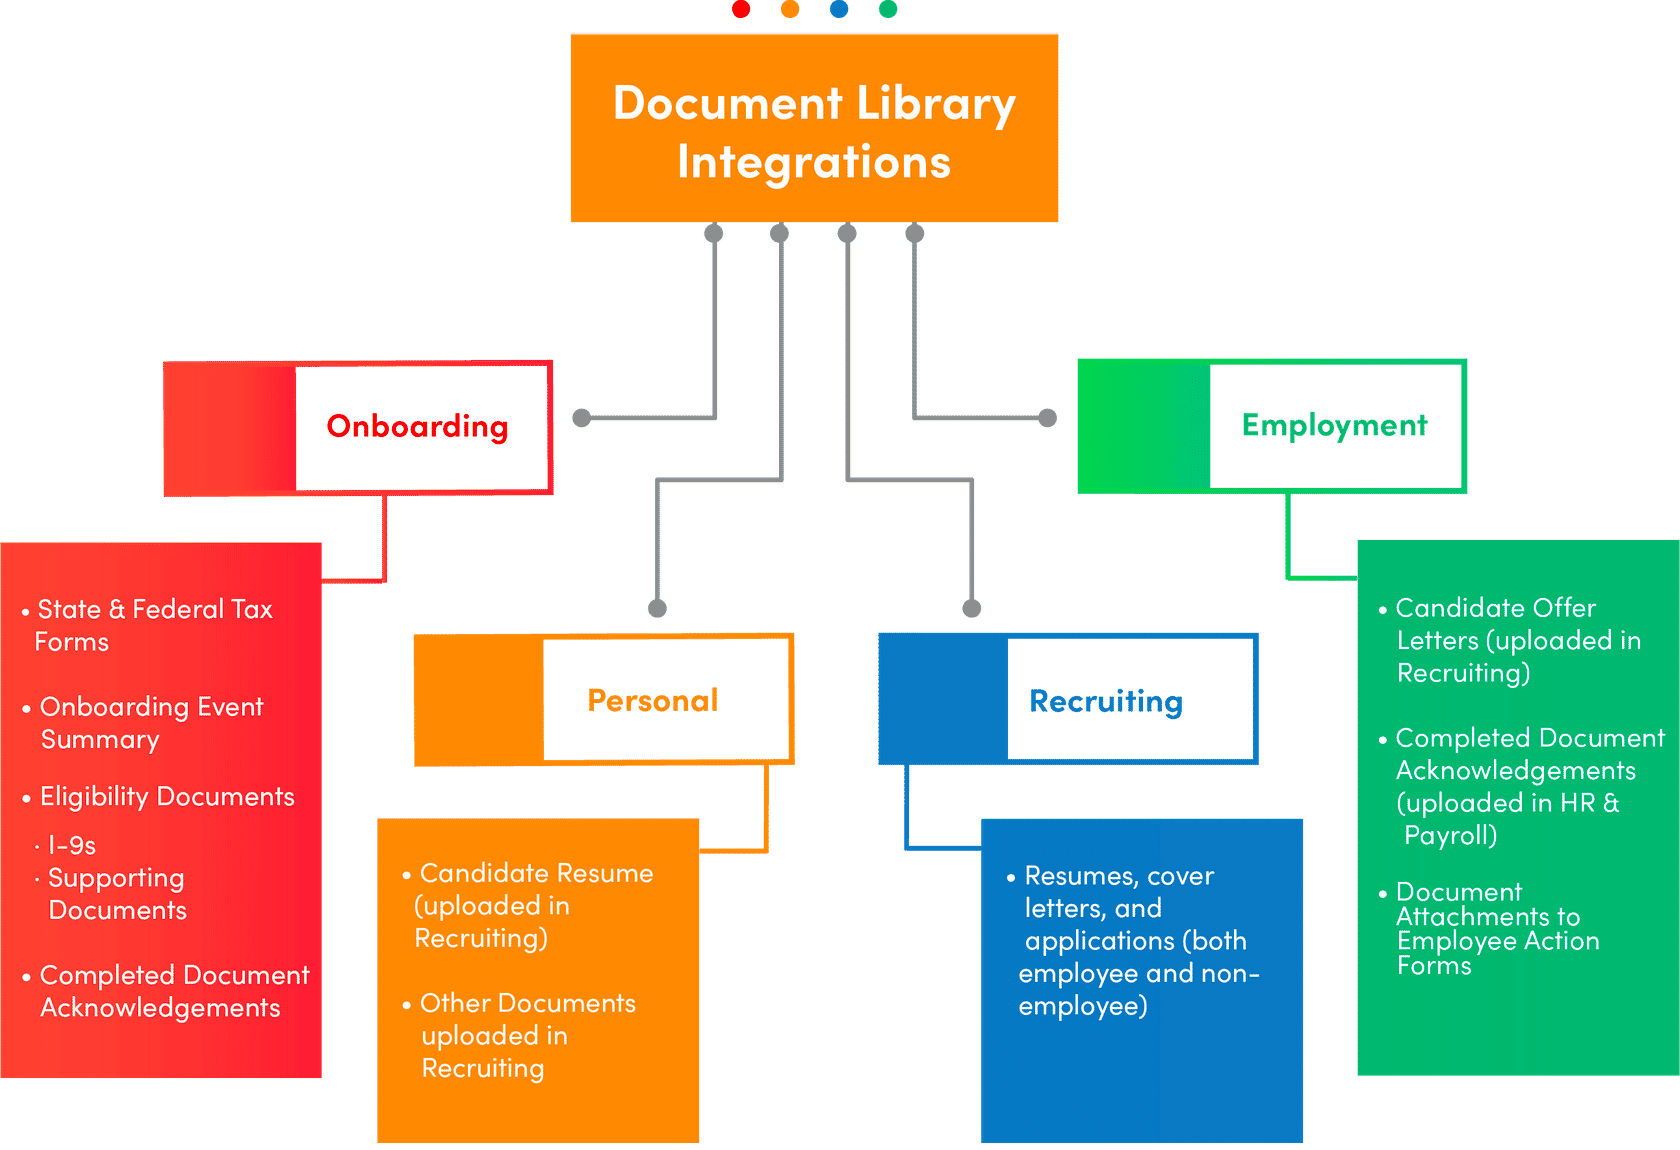 Document Library
Integrations
Onboarding
• State & Federal Tax
Forms
• Onboarding Event
Summary
• Eligibility Documents
· I-9s
· Supporting
Documents
• Completed Document
Acknowledgements
Personal
• Candidate Resume
(uploaded in
Recruiting)
• Other Documents
uploaded in
Recruiting
Recruiting
• Resumes, cover
letters, and
applications (both
employee and non-
employee)
Employment
• Candidate Offer
Letters (uploaded in
Recruiting)
• Completed Document
Acknowledgements
(uploaded in HR &
Payroll)
• Document
Attachments to
Employee Action
Forms